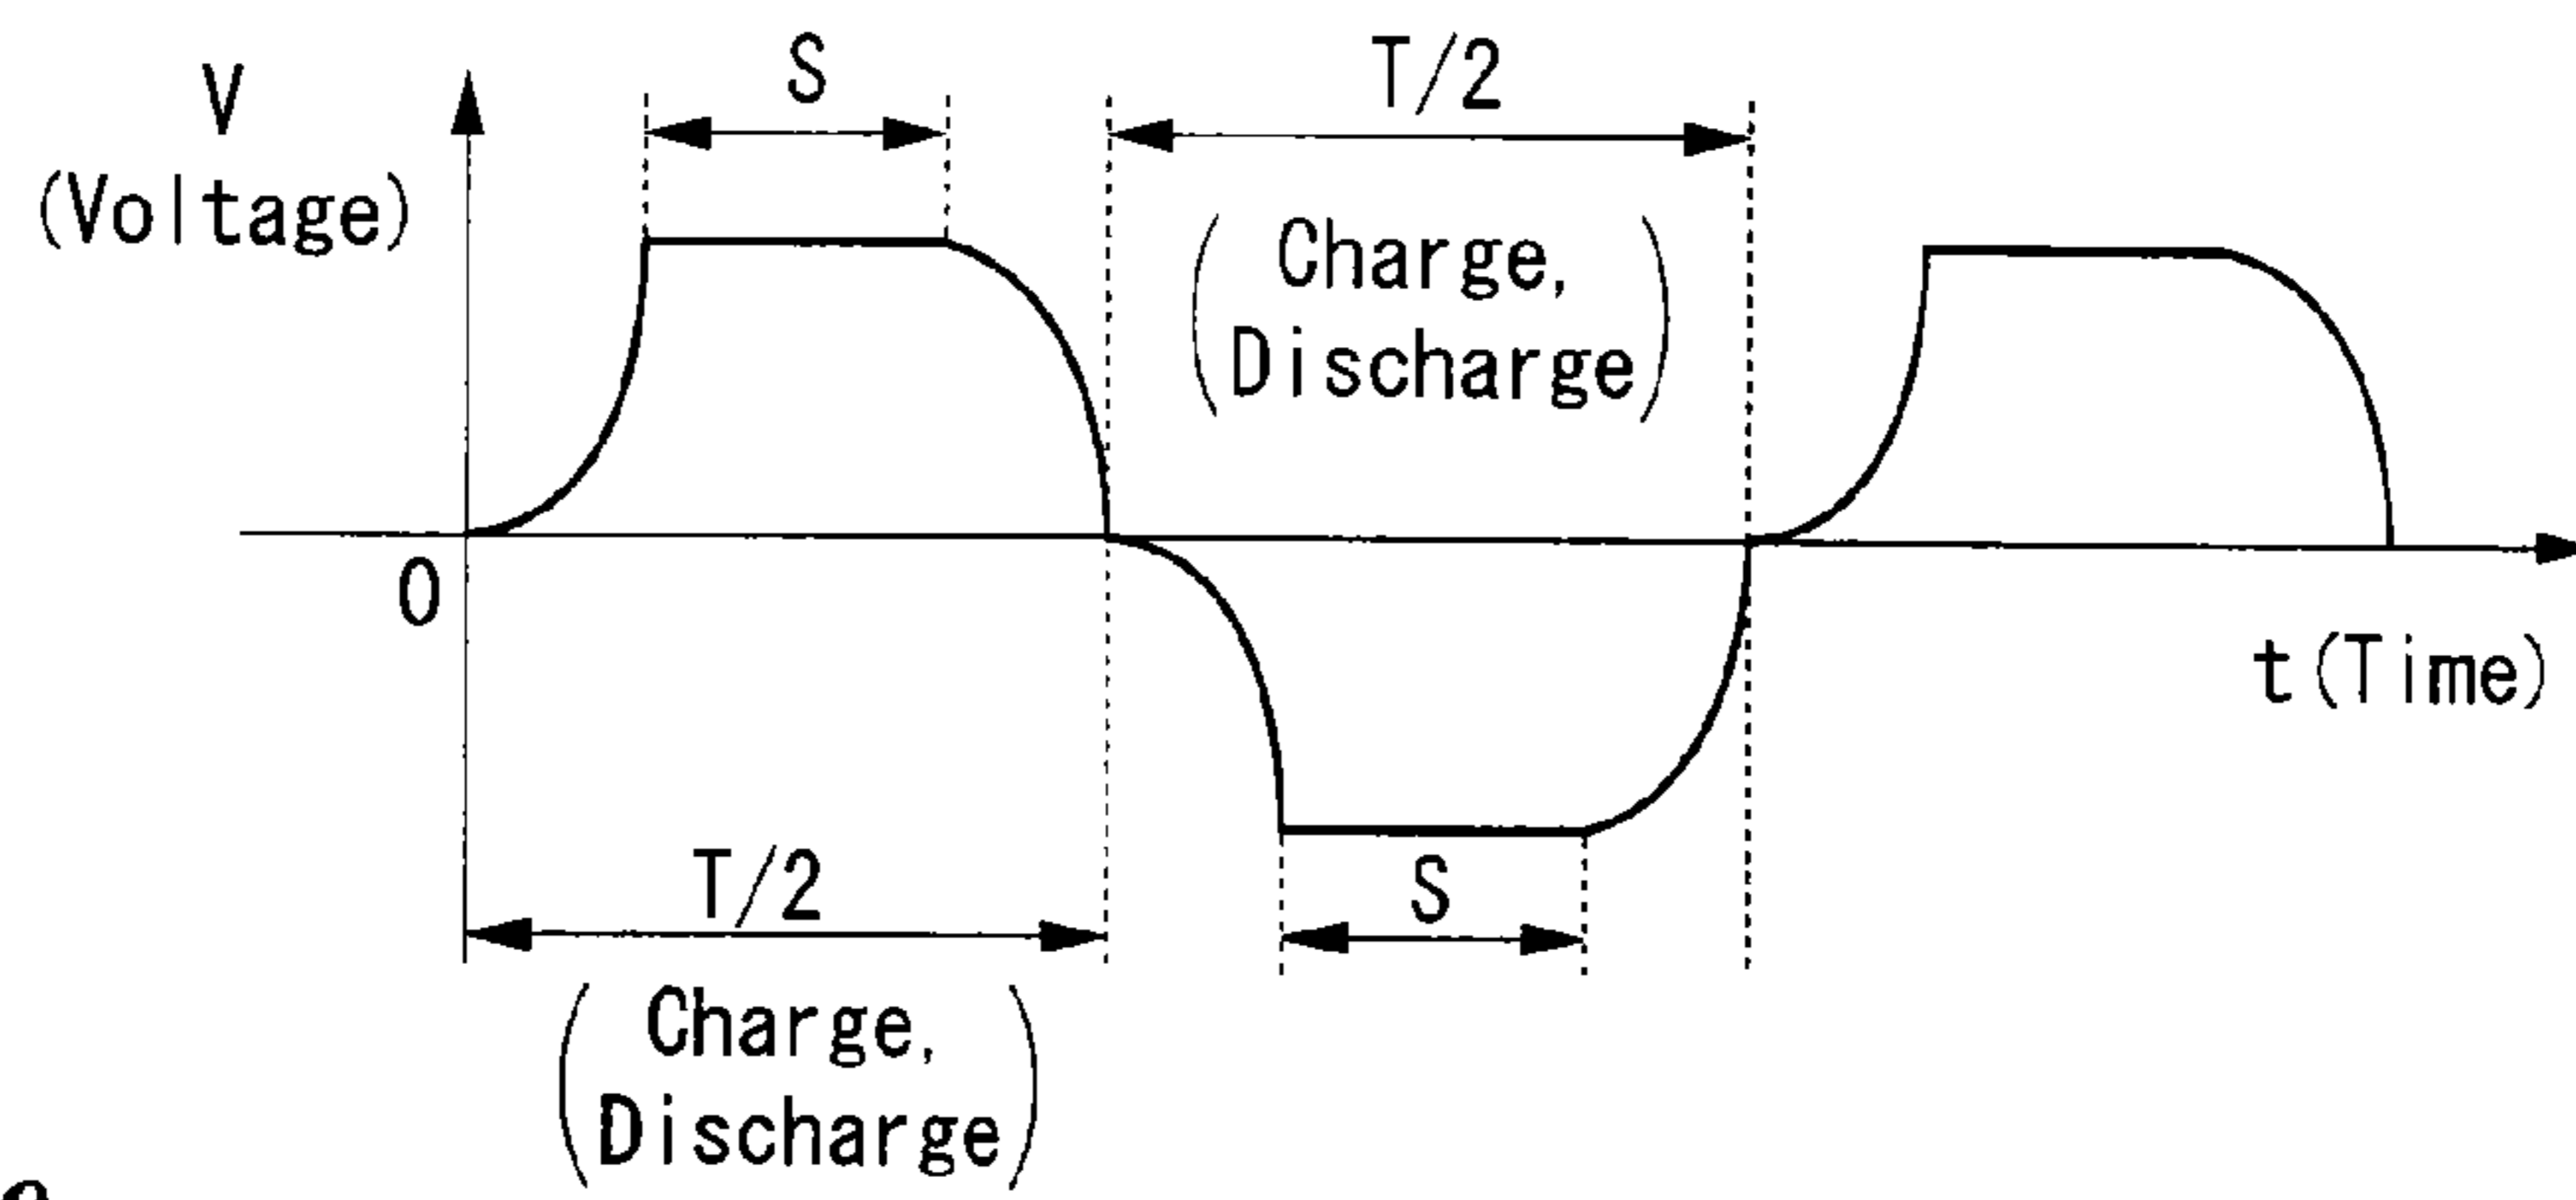 V
(Voltage)
S
T/2
(Charge,
Discharge)
0
t(Time)
T/2
S
(Charge,
Discharge)